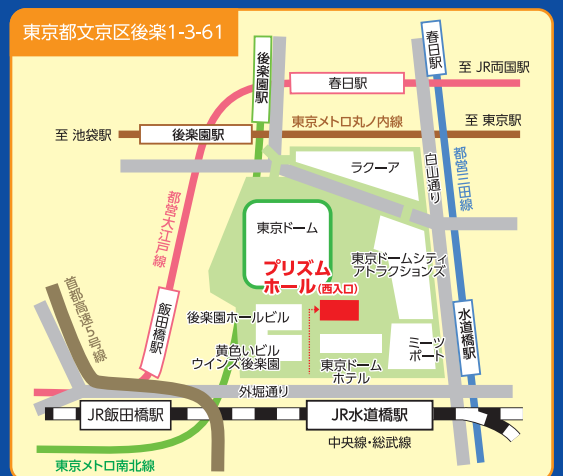 東京都文京区後楽1-3-61
後楽園駅
春日駅
春日駅
至 JR両国駅
東京メトロ丸ノ内線
至 東京駅
至 池袋駅
後楽園駅
ラクーア
白山通り
都営三田線
都営大江戸線
東京ドーム
東京ドームシティ
アトラクションズ
プリズム
ホール(西入口)
首都高速5号線
飯田橋駅
後楽園ホールビル
水道橋駅
黄色いビル
ウインズ後楽園
東京ドーム
ホテル
ミーツ
ポート
外堀通り
JR飯田橋駅
JR水道橋駅
中央線・総武線
東京メトロ南北線